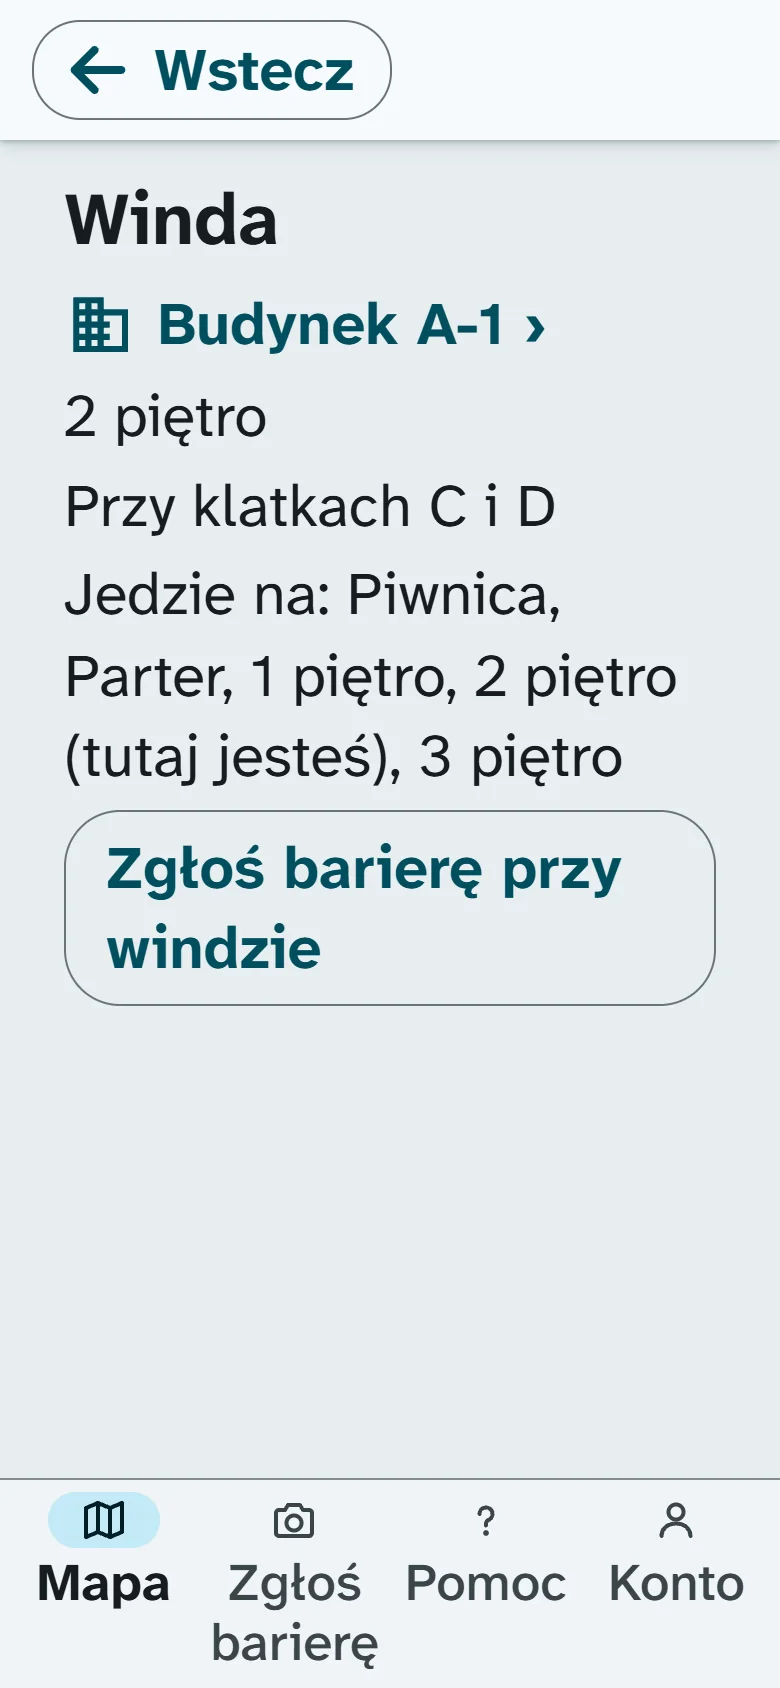 Wstecz
Winda
Budynek A-1 ›
2 piętro
Przy klatkach C i D
Jedzie na: Piwnica,
Parter, 1 piętro, 2 piętro
(tutaj jesteś), 3 piętro
Zgłoś barierę przy
windzie
Mapa
Zgłoś
barierę
? 
Pomoc
Konto